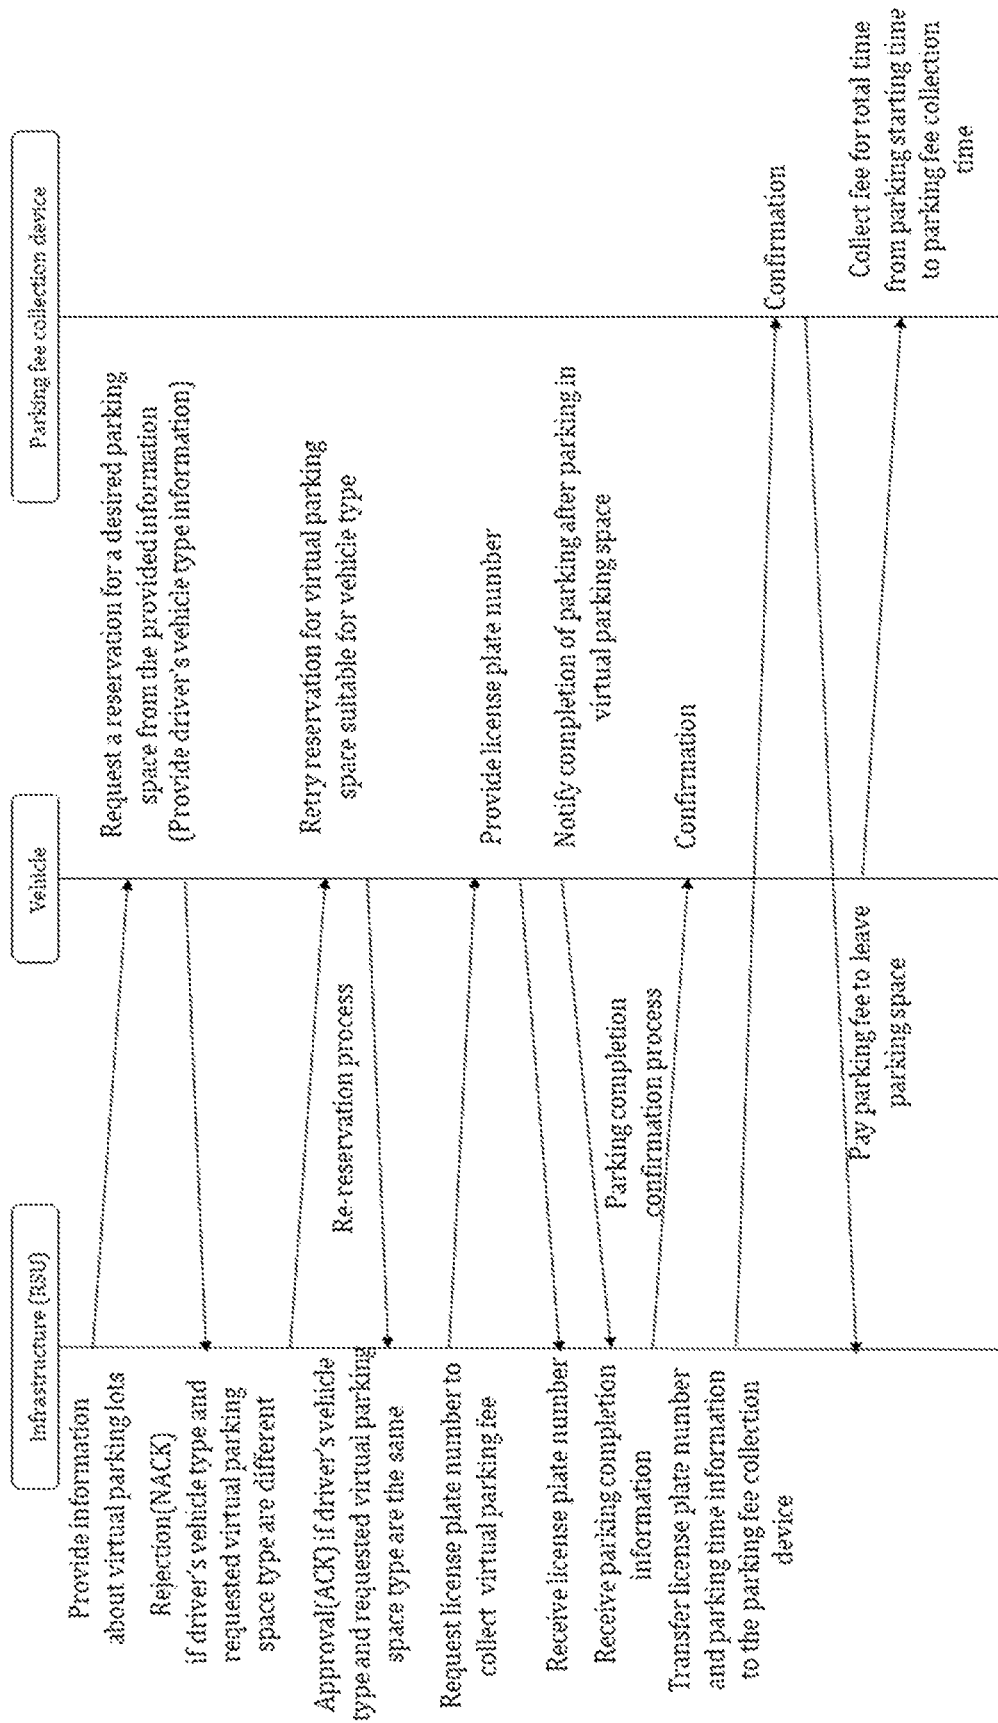 Infrastructure (RSU)
Vehicle
Parking fee collection device
Provide information
about virtual parking lots
Request a reservation for a desired parking
space from the provided information
(Provide driver's vehicle type information)
Rejection(NACK)
if driver's vehicle type and
requested virtual parking
space type are different
Retry reservation for virtual parking
space suitable for vehicle type
Re-reservation process
Approval(ACK) if driver's vehicle
type and requested virtual parking
space type are the same
Request license plate number to
collect virtual parking fee
Provide license plate number
Receive license plate number
Notify completion of parking after parking in
virtual parking space
Receive parking completion
information
Parking completion
confirmation process
Confirmation
Transfer license plate number
and parking time information
to the parking fee collection
device
Confirmation
Pay parking fee to leave
parking space
Collect fee for total time
from parking starting time
to parking fee collection
time